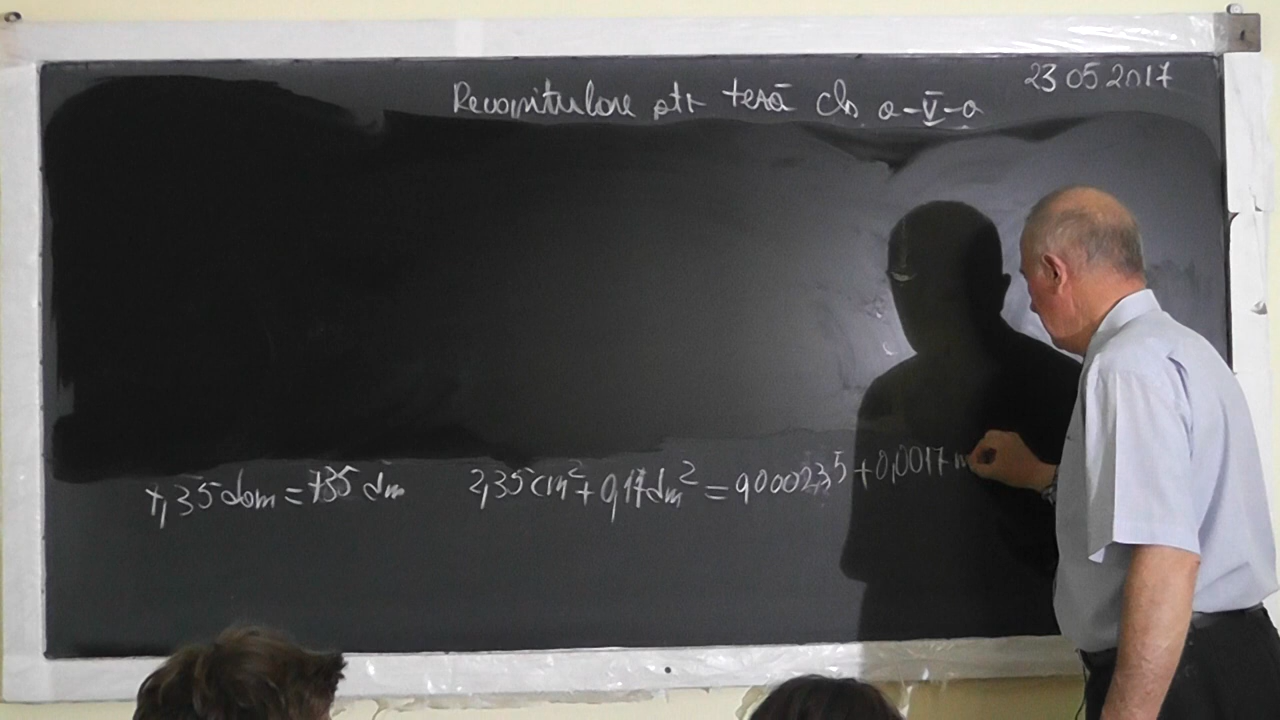 23 05 2017
Recapitulare ptr teză cls a-V-a
7,35 dam = 735 dm 2,35 cm² + 0,17 dm² = 0,000235 + 0,0017 m